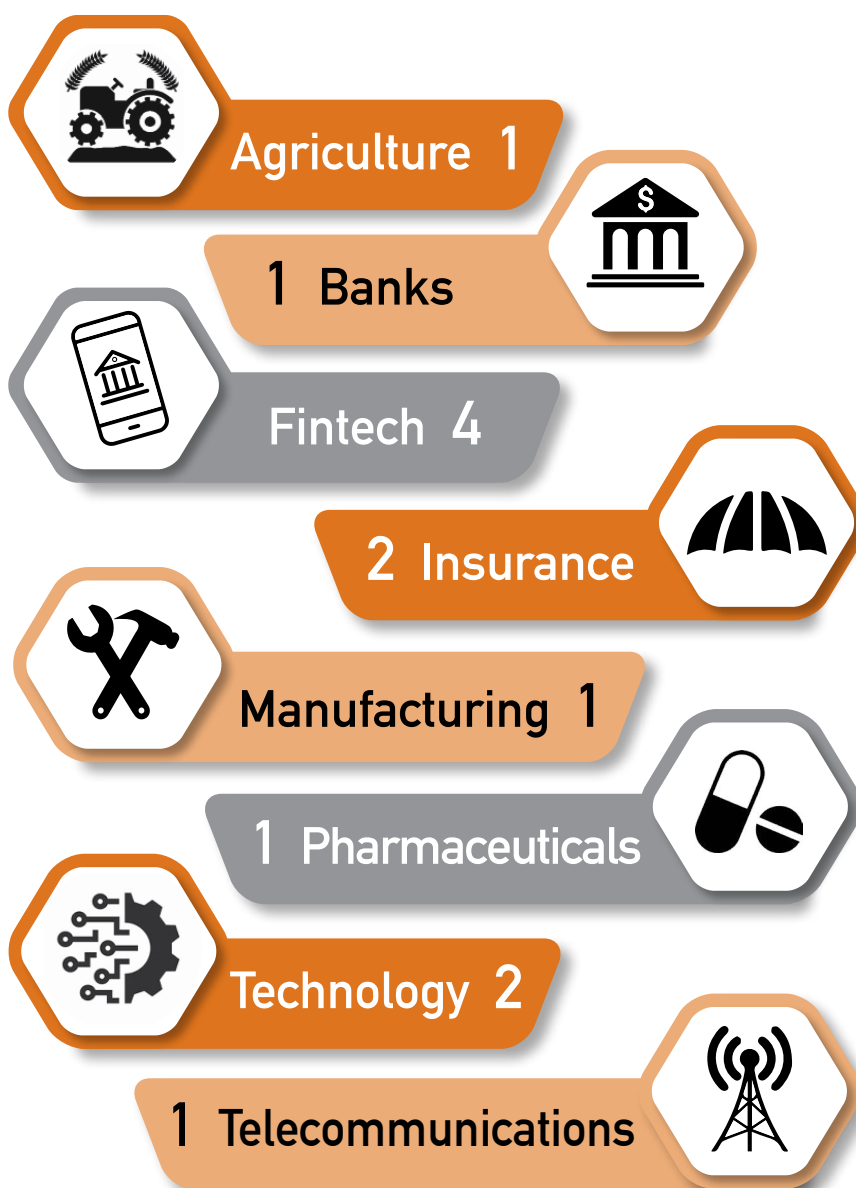 $
Agriculture 1
1 Banks
Fintech 4
2 Insurance
Manufacturing 1
1 Pharmaceuticals
Technology 2
1 Telecommunications